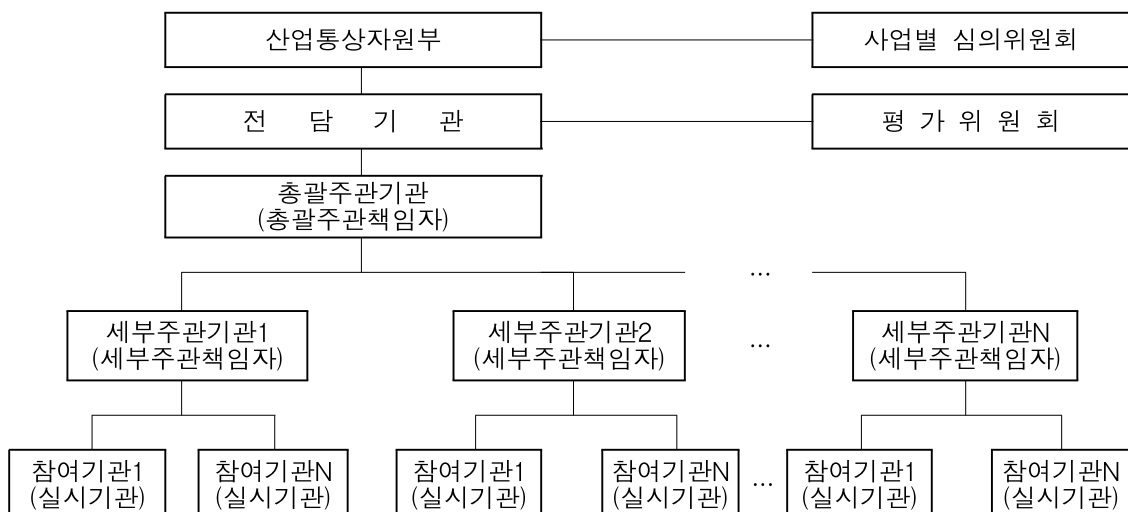 산업통상자원부
사업별 심의위원회
전 담 기 관
평 가 위 원 회
총괄주관기관
(총괄주관책임자)
...
세부주관기관1
(세부주관책임자)
세부주관기관2
(세부주관책임자)
...
세부주관기관N
(세부주관책임자)
참여기관1
(실시기관)
참여기관N
(실시기관)
참여기관1
(실시기관)
참여기관N
(실시기관)
...
참여기관1
(실시기관)
참여기관N
(실시기관)